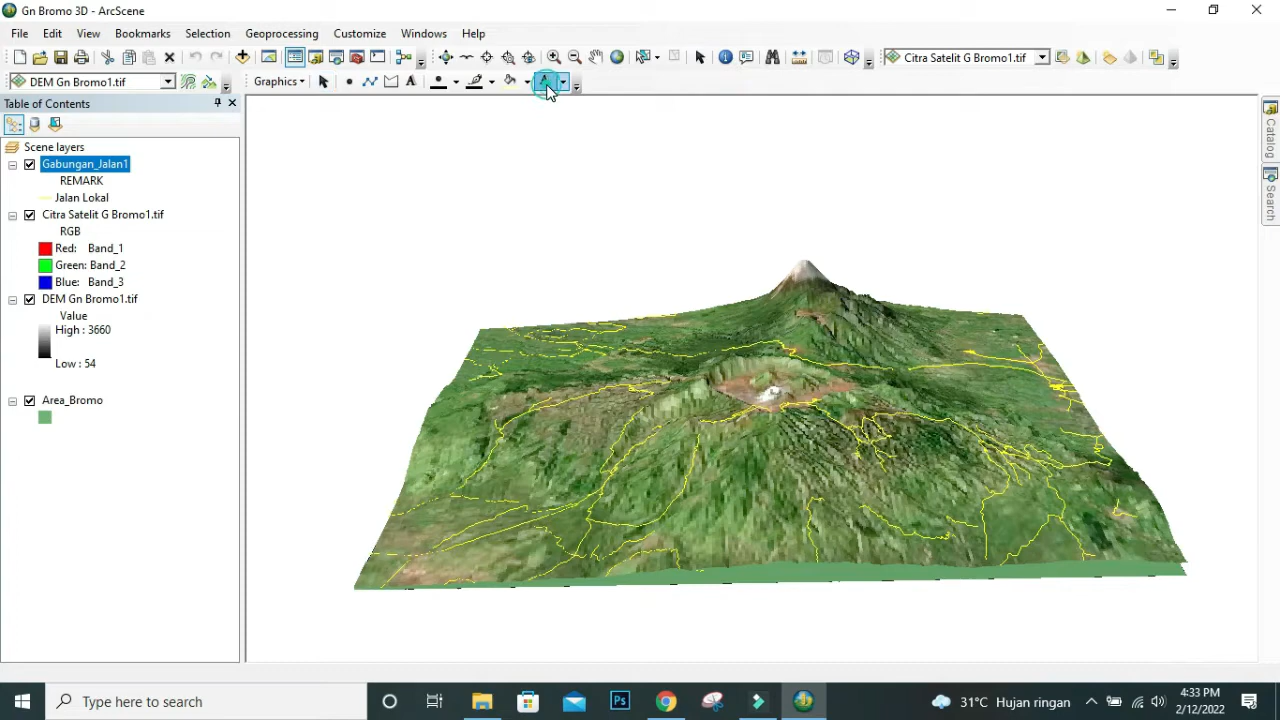 Gn Bromo 3D - ArcScene
File Edit View Bookmarks Selection Geoprocessing Customize Windows Help
Citra Satelit G Bromo1.tif
DEM Gn Bromo1.tif
Graphics
A
Table of Contents
Scene layers
Gabungan_Jalan1
REMARK
Jalan Lokal
Citra Satelit G Bromo1.tif
RGB
Red: Band_1
Green: Band_2
Blue: Band_3
DEM Gn Bromo1.tif
Value
High : 3660
Low : 54
Area_Bromo
Catalog
Search
Type here to search
Ps
31°C Hujan ringan
4:33 PM
2/12/2022